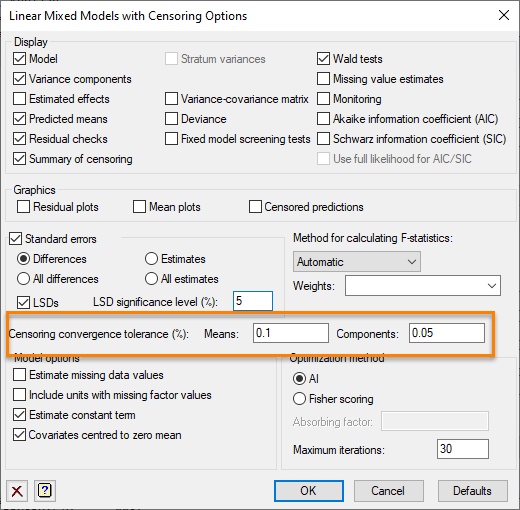 Linear Mixed Models with Censoring Options
Display
Model Stratum variances Wald tests
Variance components Missing value estimates
Estimated effects Variance-covariance matrix Monitoring
Predicted means Deviance Akaike information coefficient (AIC)
Residual checks Fixed model screening tests Schwarz information coefficient (SIC)
Summary of censoring Use full likelihood for AIC/SIC
Graphics
Residual plots Mean plots Censored predictions
Standard errors
Differences Estimates
All differences All estimates
LSDs LSD significance level (%): 5
Method for calculating F-statistics:
Automatic
Weights:
Censoring convergence tolerance (%): Means: 0.1 Components: 0.05
Model options
Estimate missing data values
Include units with missing factor values
Estimate constant term
Covariates centred to zero mean
Optimization method
AI
Fisher scoring
Absorbing factor:
Maximum iterations: 30
OK Cancel Defaults